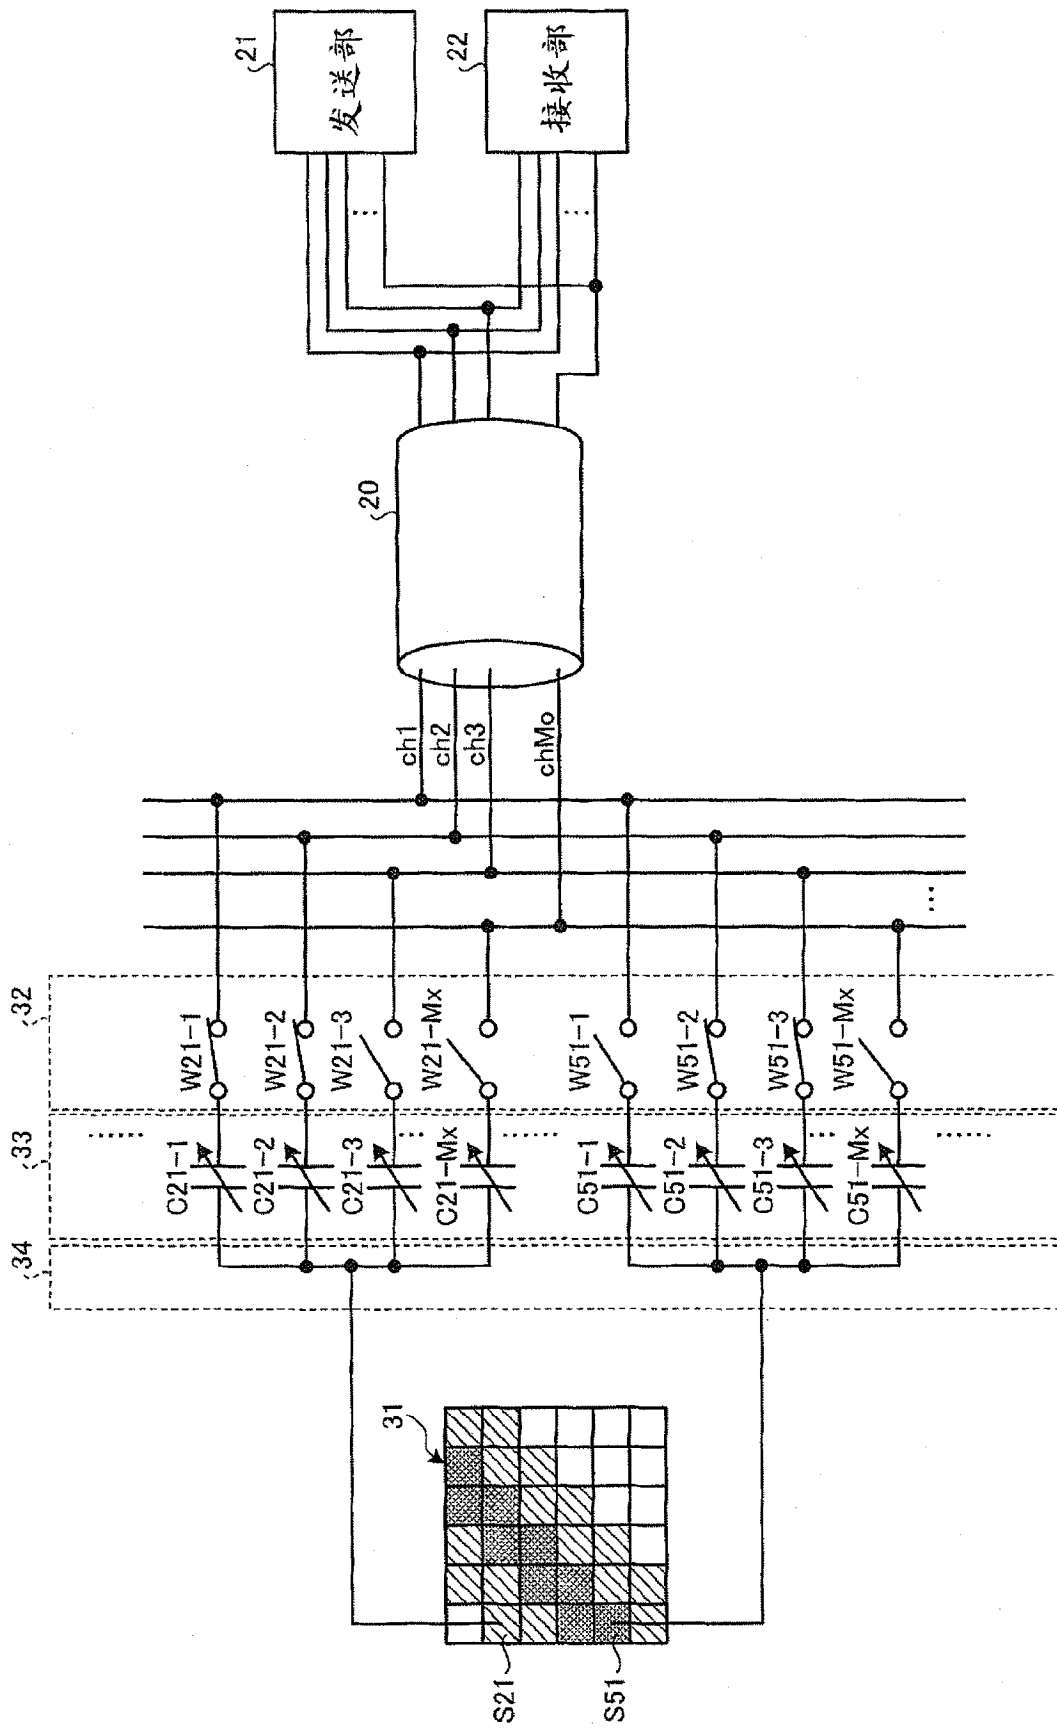 21
发送部
22
接收部
20
ch1
ch2
ch3
chMo
32
W21-1
W21-2
W21-3
W21-Mx
W51-1
W51-2
W51-3
W51-Mx
33
C21-1
C21-2
C21-3
C21-Mx
C51-1
C51-2
C51-3
C51-Mx
34
31
S21
S51